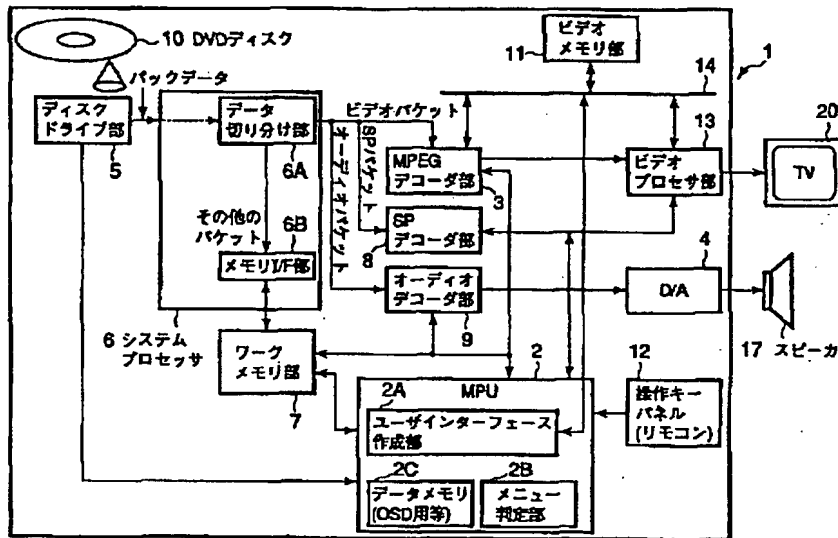 10 DVDディスク
パックデータ
ディスク
ドライブ部
5
データ
切り分け部
6A
ビデオパケット
SPパケット
オーディオパケット
その他の
パケット
6B
メモリI/F部
6 システム
プロセッサ
ワーク
メモリ部
7
MPEG
デコーダ部
3
SP
デコーダ部
8
オーディオ
デコーダ部
9
ビデオ
メモリ部
11
14
1
13
ビデオ
プロセサ部
20
TV
4
D/A
17 スピーカ
12
操作キー
パネル
(リモコン)
2
MPU
2A
ユーザインターフェース
作成部
2C
データメモリ
(OSD用等)
2B
メニュー
判定部